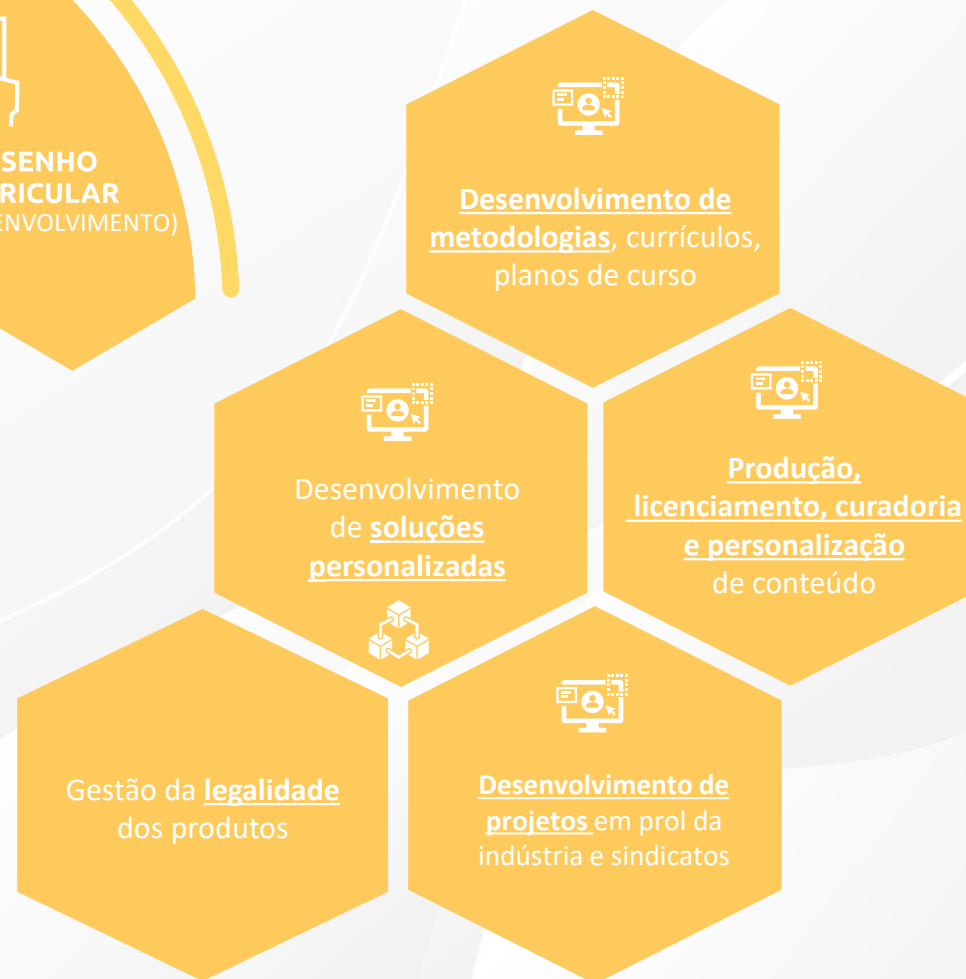 SENHO
RICULAR
ENVOLVIMENTO)
Desenvolvimento de
metodologias, currículos,
planos de curso
Desenvolvimento
de soluções
personalizadas
Produção,
licenciamento, curadoria
e personalização
de conteúdo
Gestão da legalidade
dos produtos
Desenvolvimento de
projetos em prol da
indústria e sindicatos